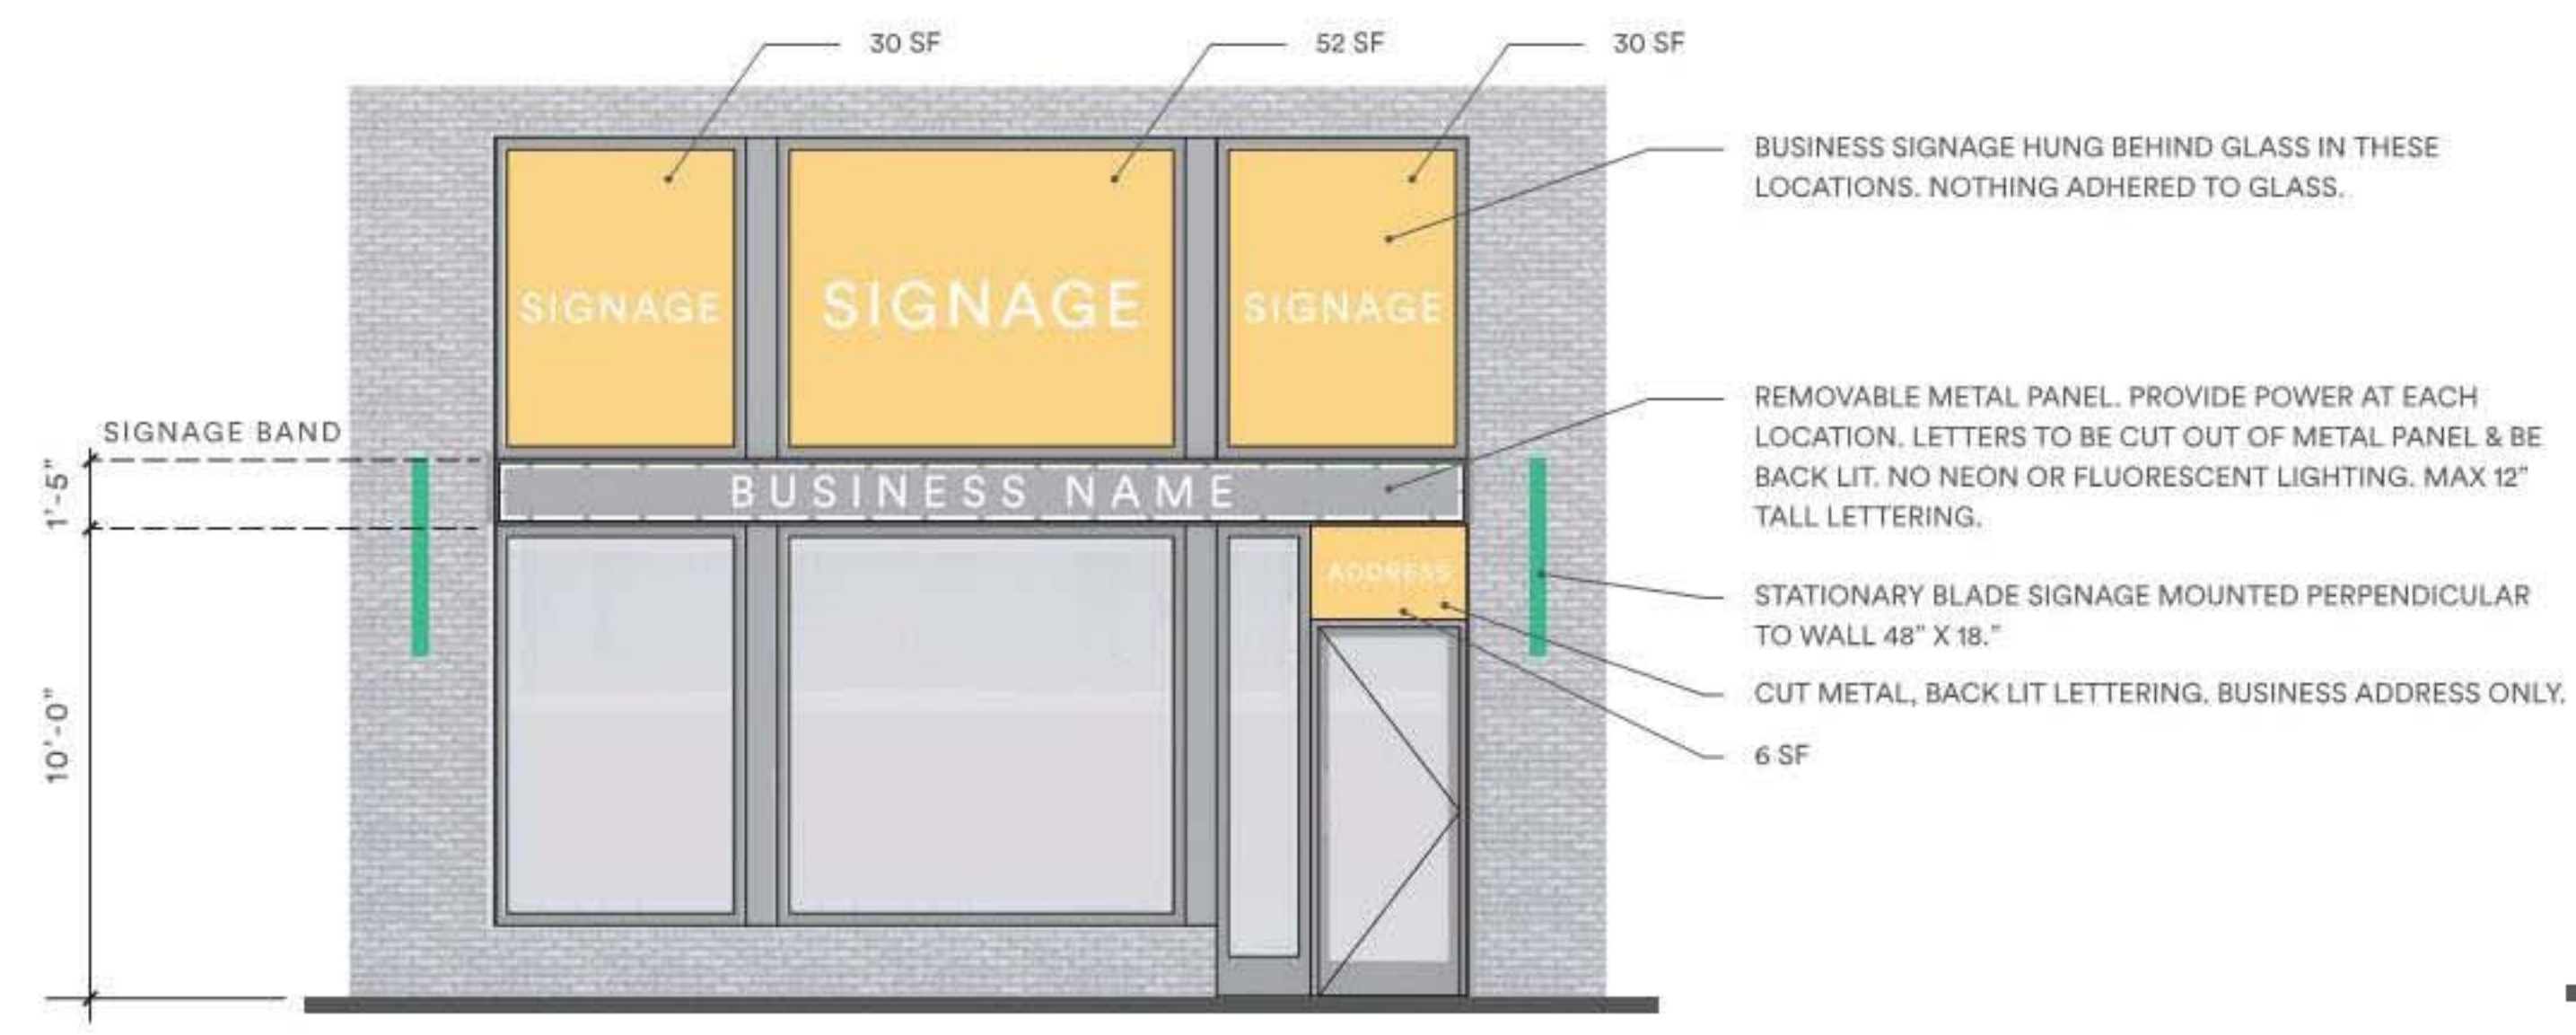 30 SF
52 SF
30 SF
BUSINESS SIGNAGE HUNG BEHIND GLASS IN THESE
LOCATIONS. NOTHING ADHERED TO GLASS.
SIGNAGE
SIGNAGE
SIGNAGE
SIGNAGE BAND
REMOVABLE METAL PANEL. PROVIDE POWER AT EACH
LOCATION. LETTERS TO BE CUT OUT OF METAL PANEL & BE
BACK LIT. NO NEON OR FLUORESCENT LIGHTING. MAX 12”
TALL LETTERING.
1’-5”
BUSINESS NAME
ADDRESS
STATIONARY BLADE SIGNAGE MOUNTED PERPENDICULAR
TO WALL 48” X 18.”
CUT METAL, BACK LIT LETTERING. BUSINESS ADDRESS ONLY.
10’-0”
6 SF